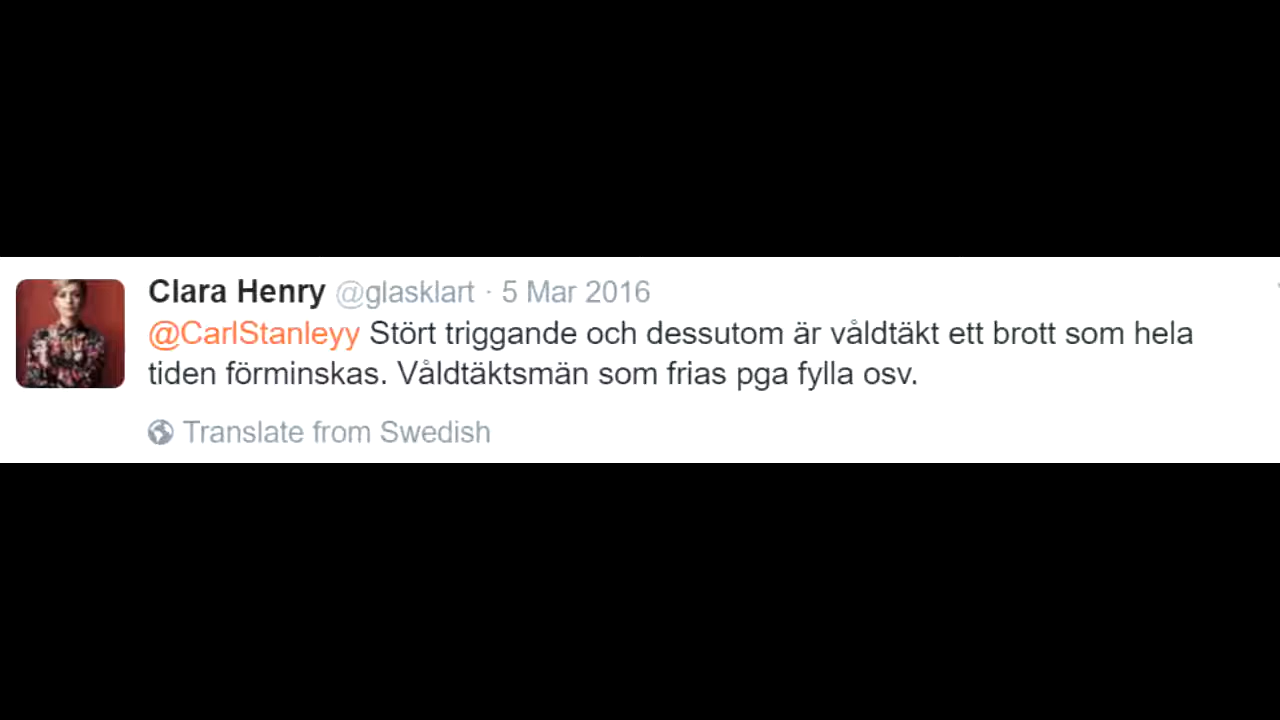 Clara Henry @glasklart · 5 Mar 2016
@CarlStanleyy Stört triggande och dessutom är våldtäkt ett brott som hela
tiden förminskas. Våldtäktsmän som frias pga fylla osv.
Translate from Swedish